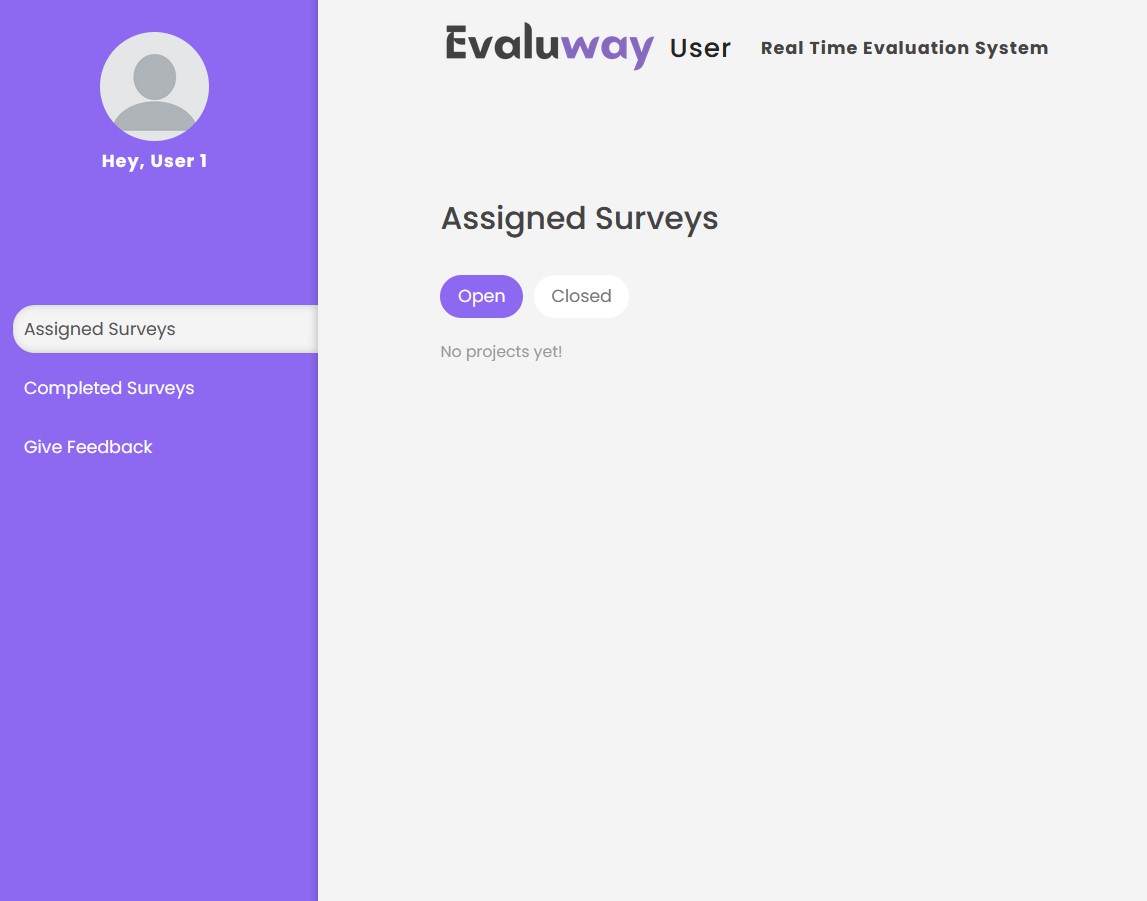 Evaluway User Real Time Evaluation System
Hey, User 1
Assigned Surveys
Completed Surveys
Give Feedback
Assigned Surveys
Open Closed
No projects yet!